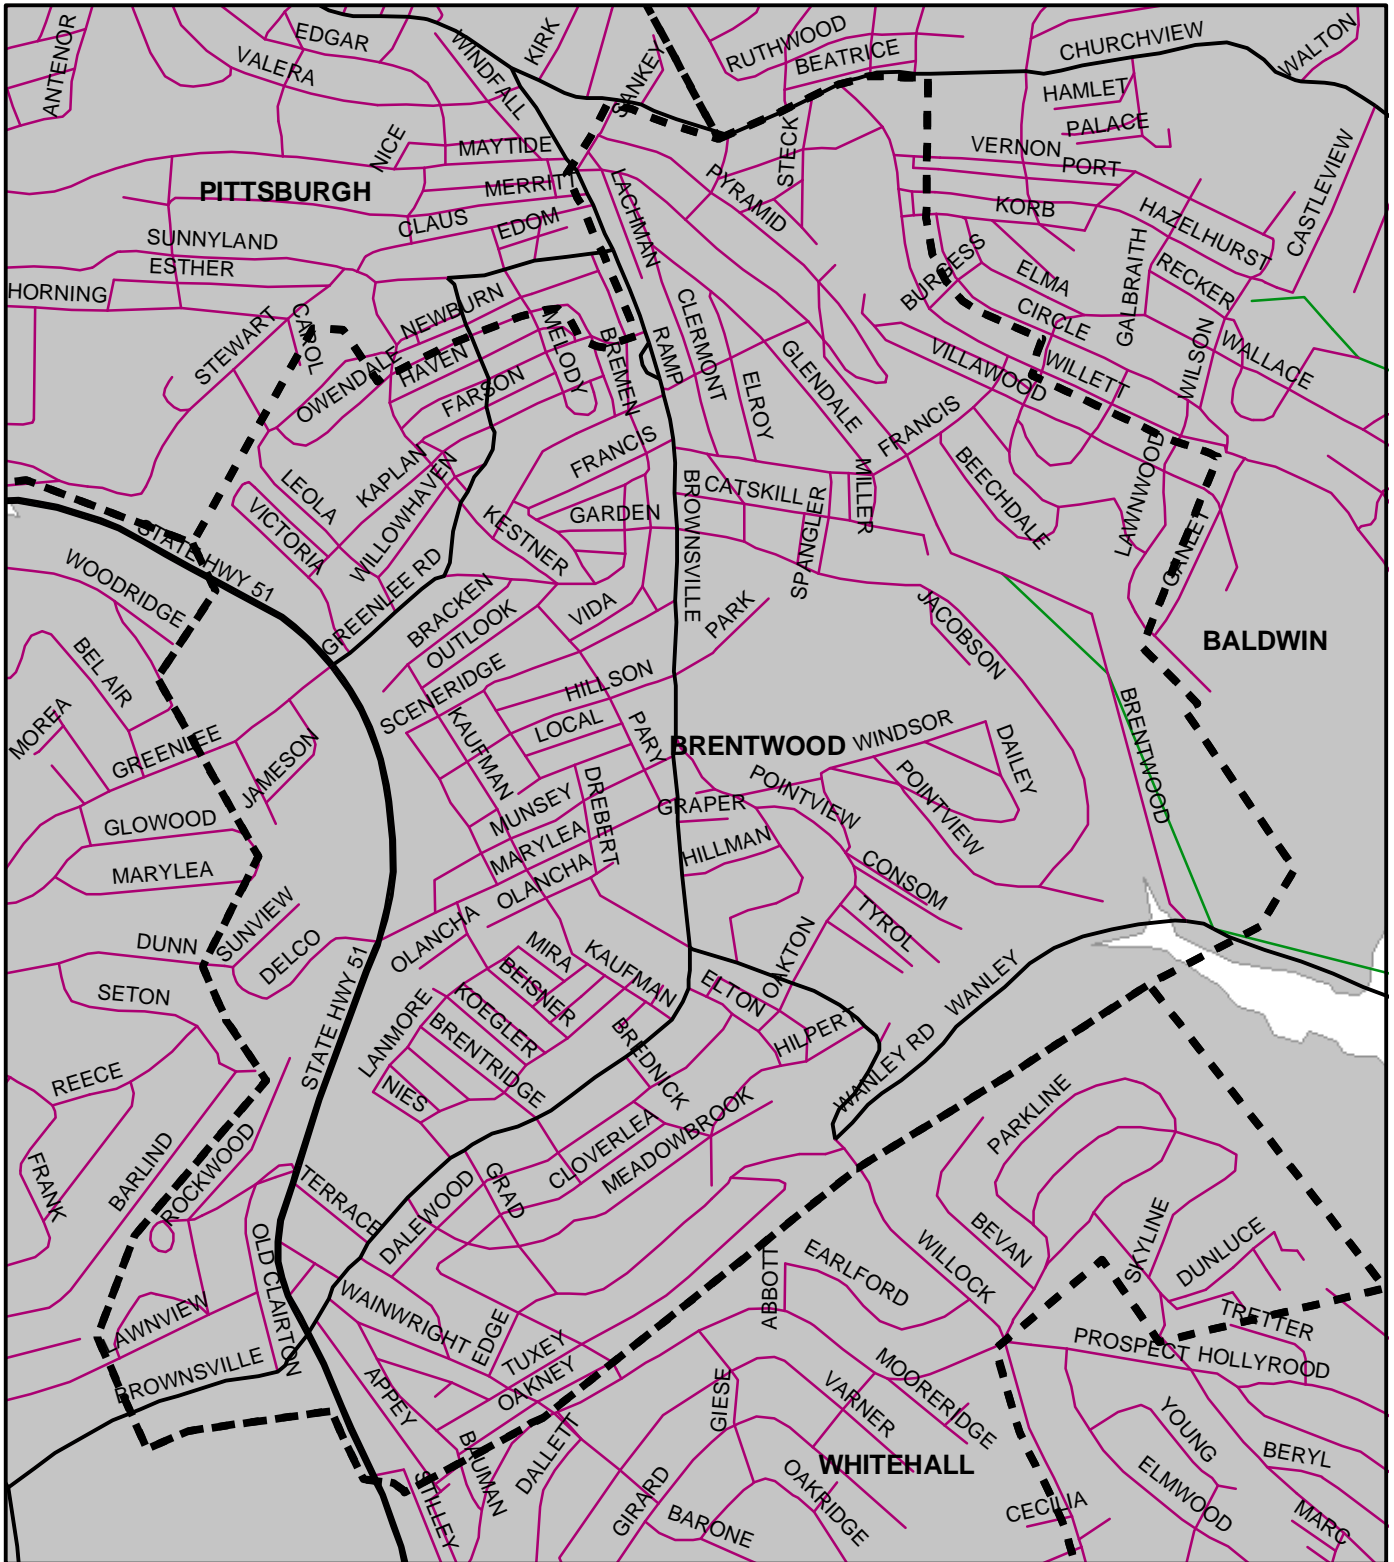 ANTENOR
EDGAR
VALERA
WINDFALL
KIRK
SANKEY
RUTHWOOD
BEATRICE
CHURCHVIEW
WALTON
HAMLET
PALACE
STECK
NICE
MAYTIDE
MERRITT
LACHMAN
PYRAMID
VERNON
PORT
KORB
HAZELHURST
CASTLEVIEW
PITTSBURGH
CLAUS
EDOM
SUNNYLAND
ESTHER
HORNING
STEWART
CAROL
NEWBURN
OWENDALE
HAVEN
FARSON
MELODY
BREMEN
RAMP
CLERMONT
ELROY
GLENDALE
BURGESS
ELMA
CIRCLE
GALBRAITH
RECKER
WILSON
WALLACE
VILLAWOOD
WILLETT
FRANCIS
FRANCIS
LEOLA
KAPLAN
WILLOWHAVEN
VICTORIA
GARDEN
KESTNER
CATSKILL
SPANGLER
MILLER
BROWNSVILLE
BEECHDALE
LAWNWOOD
GANLET
STATE HWY 51
WOODRIDGE
GREENLEE RD
BRACKEN
OUTLOOK
VIDA
PARK
JACOBSON
BALDWIN
BEL AIR
MOREA
GREENLEE
JAMESON
SCENERIDGE
KAUFMAN
HILLSON
LOCAL
PARY
BRENTWOOD
WINDSOR
DAILEY
POINTVIEW
POINTVIEW
BRENTWOOD
GLOWOOD
MARYLEA
MUNSEY
DREBERT
MARYLEA
OLANCHA
GRAPER
HILLMAN
CONSOM
TYROL
SUNVIEW
DUNN
DELCO
SETON
OLANCHA
STATE HWY 51
MIRA
BEISNER
KAUFMAN
KOEGLER
LANMORE
BRENTRIDGE
NIES
BREDNICK
ELTON
OAKTON
HILPERT
WANLEY
WANLEY RD
REECE
FRANK
BARLIND
ROCKWOOD
TERRACE
OLD CLAIRTON
DALEWOOD
GRAD
CLOVERLEA
MEADOWBROOK
PARKLINE
BEVAN
WILLOCK
SKYLINE
DUNLUCE
EARLFORD
ABBOTT
LAWNVIEW
BROWNSVILLE
WAINWRIGHT
EDGE
TUXEY
OAKNEY
APPEY
TRETTER
PROSPECT
HOLLYROOD
MOORERIDGE
VARNER
GIESE
WHITEHALL
DALLETT
BAUMAN
STILLEY
GIRARD
BARONE
OAKRIDGE
CECILIA
YOUNG
ELMWOOD
BERYL
MARC